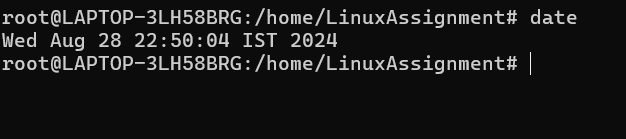 root@LAPTOP-3LH58BRG:/home/LinuxAssignment# date
Wed Aug 28 22:50:04 IST 2024
root@LAPTOP-3LH58BRG:/home/LinuxAssignment#